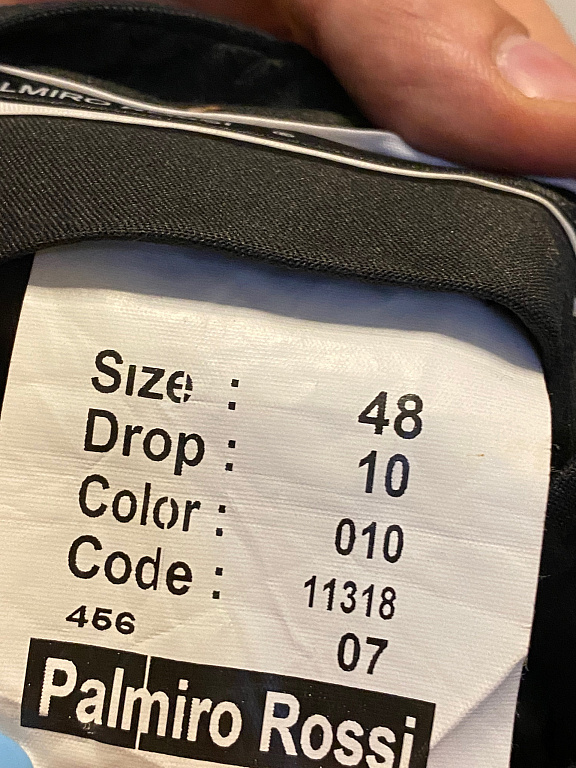 Size : 48
Drop : 10
Color : 010
Code : 11318
456 07
Palmiro Rossi